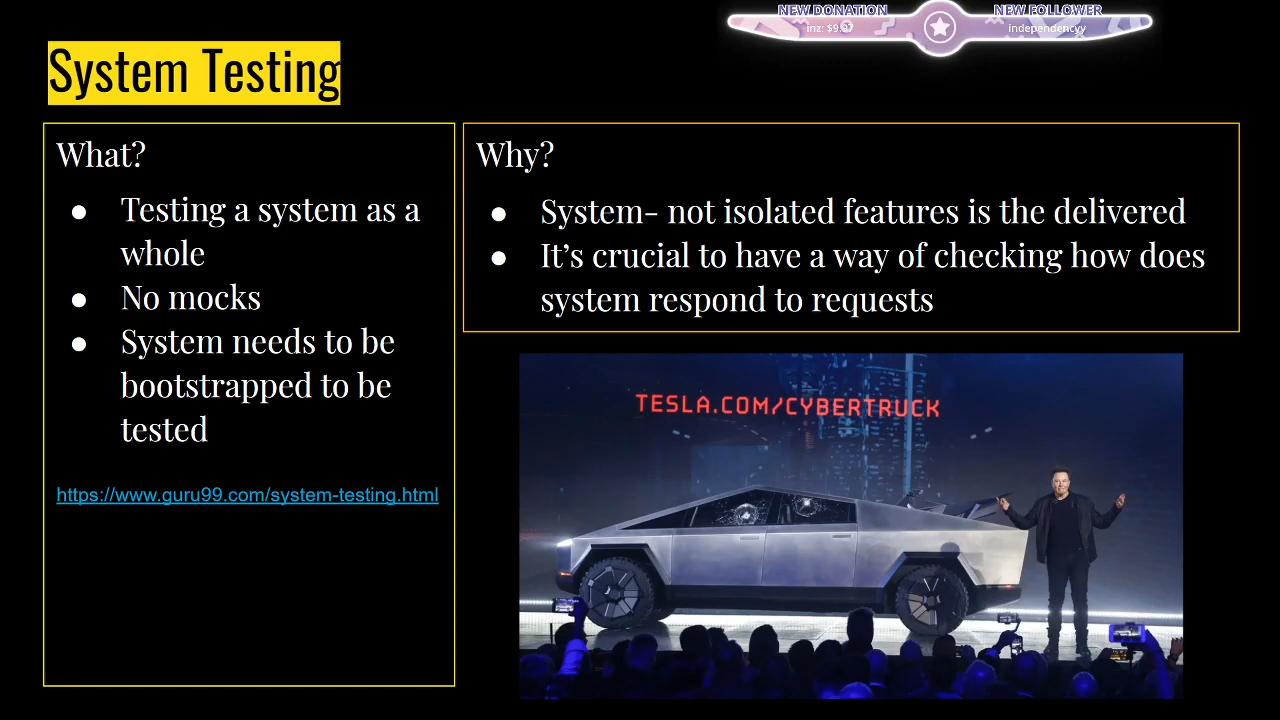 NEW DONATION
NEW FOLLOWER
inz: $9.97
independencyy
System Testing
What?
● Testing a system as a
whole
● No mocks
● System needs to be
bootstrapped to be
tested
https://www.guru99.com/system-testing.html
Why?
● System- not isolated features is the delivered
● It’s crucial to have a way of checking how does
system respond to requests
TESLA.COM/CYBERTRUCK